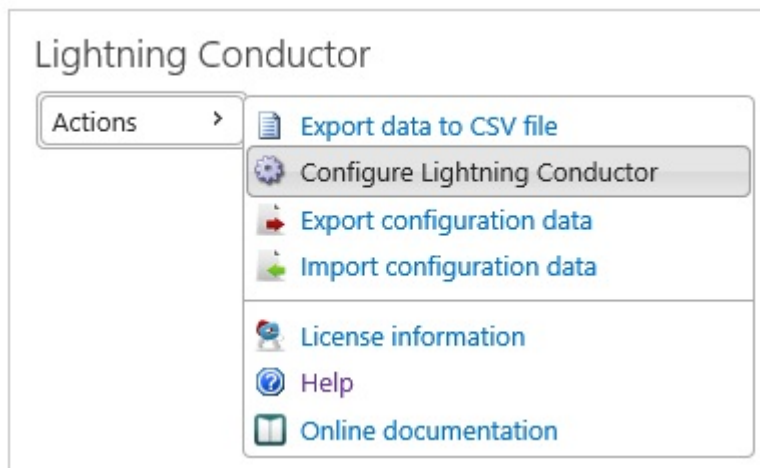 Lightning Conductor
Actions
Export data to CSV file
Configure Lightning Conductor
Export configuration data
Import configuration data
License information
Help
Online documentation